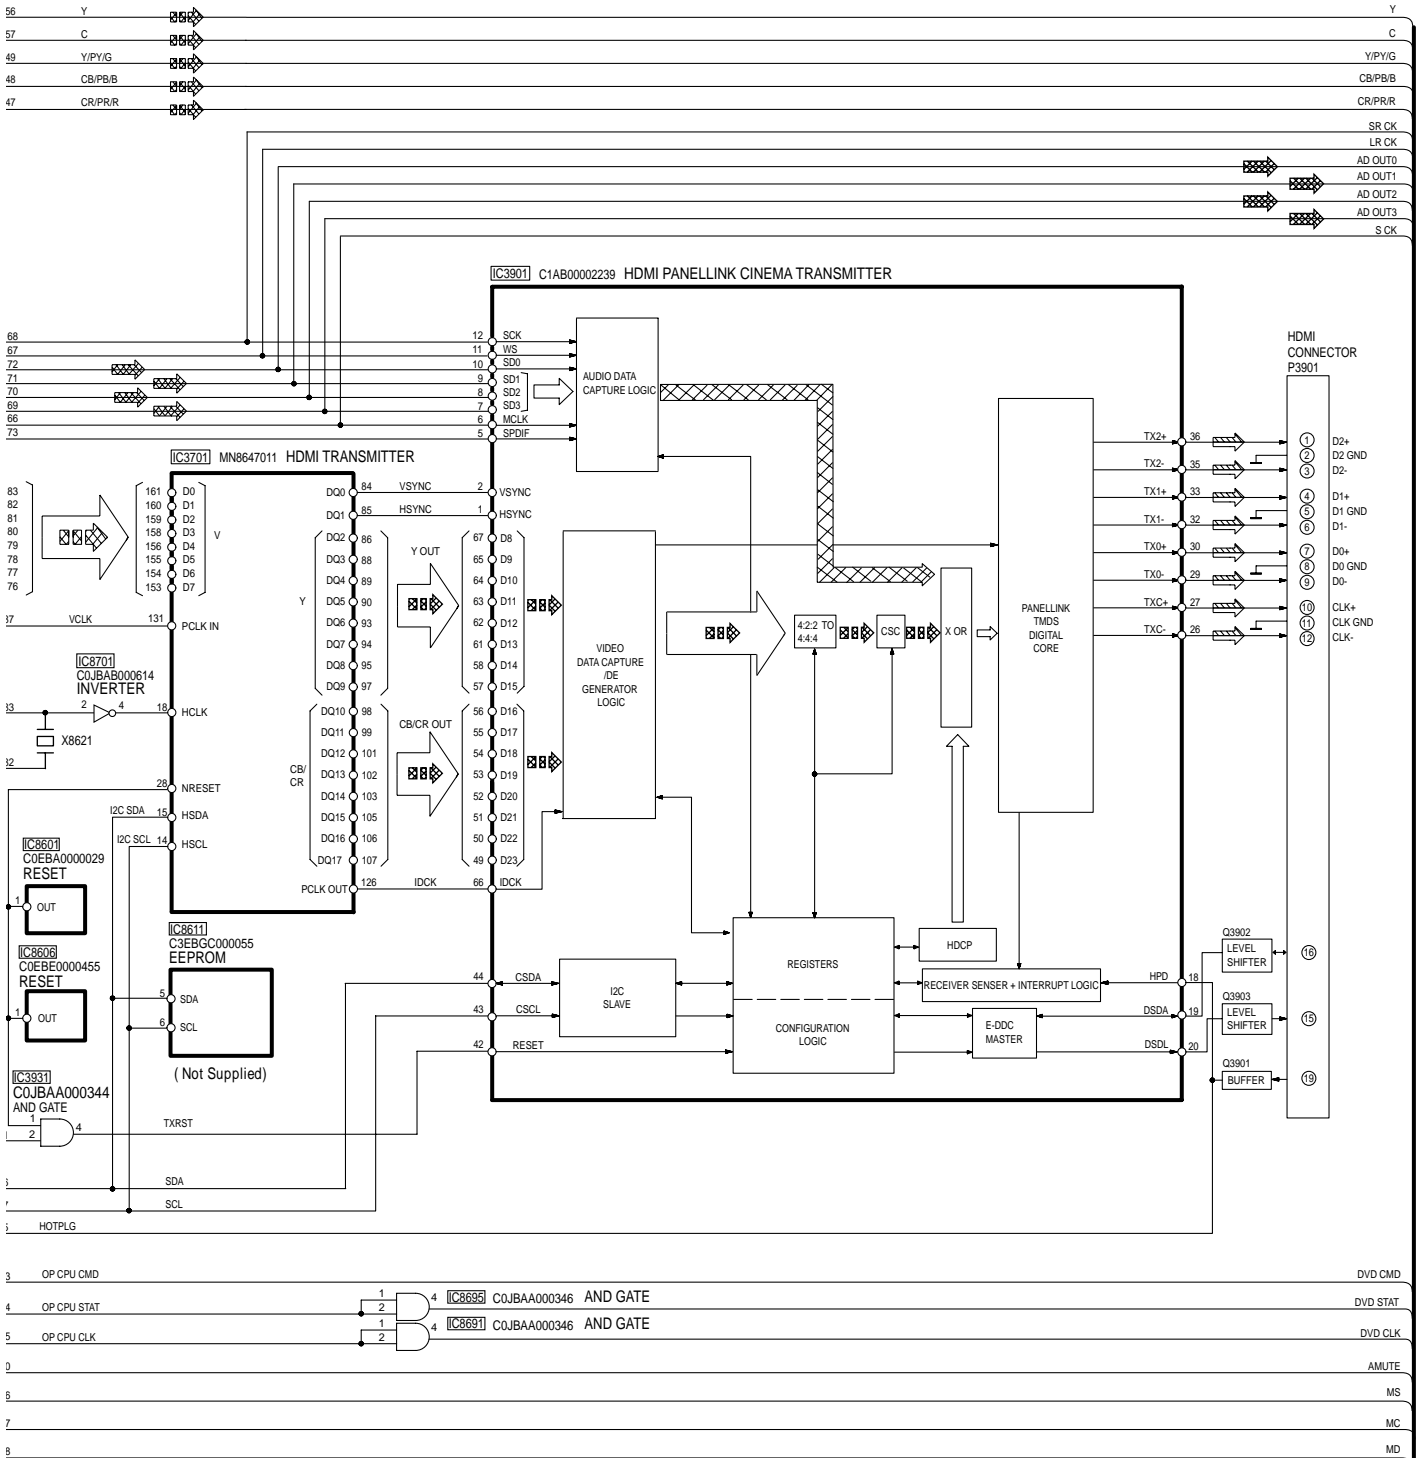 56 Y Y
57 C C
49 Y/PY/G Y/PY/G
48 CB/PB/B CB/PB/B
47 CR/PR/R CR/PR/R
SR CK
LR CK
AD OUT0
AD OUT1
AD OUT2
AD OUT3
S CK
IC3901 C1AB00002239 HDMI PANELLINK CINEMA TRANSMITTER
68 12 SCK
67 11 WS
72 10 SD0
71 9 SD1
70 8 SD2
69 7 SD3
66 6 MCLK
73 5 SPDIF
AUDIO DATA
CAPTURE LOGIC
HDMI
CONNECTOR
P3901
IC3701 MN8647011 HDMI TRANSMITTER
83
82
81
80
79
78
77
76
161 D0
160 D1
159 D2
158 D3
156 D4
155 D5
154 D6
153 D7
V
VCLK 131 PCLK IN
IC8701
C0JBAB000614
INVERTER
2 4 18 HCLK
X8621
28 NRESET
I2C SDA 15 HSDA
I2C SCL 14 HSCL
DQ0 84 VSYNC 2 VSYNC
DQ1 85 HSYNC 1 HSYNC
DQ2 86
DQ3 88
DQ4 89
DQ5 90
DQ6 93
DQ7 94
DQ8 95
DQ9 97
Y
Y OUT
DQ10 98
DQ11 99
DQ12 101
DQ13 102
DQ14 103
DQ15 105
DQ16 106
DQ17 107
CB/
CR
CB/CR OUT
PCLK OUT 126 IDCK 66 IDCK
67 D8
65 D9
64 D10
63 D11
62 D12
61 D13
58 D14
57 D15
56 D16
55 D17
54 D18
53 D19
52 D20
51 D21
50 D22
49 D23
VIDEO
DATA CAPTURE
/DE
GENERATOR
LOGIC
4:2:2 TO
4:4:4
CSC
X OR
PANELLINK
TMDS
DIGITAL
CORE
TX2+ 36 1 D2+
2 D2 GND
TX2- 35 3 D2-
TX1+ 33 4 D1+
5 D1 GND
TX1- 32 6 D1-
TX0+ 30 7 D0+
8 D0 GND
TX0- 29 9 D0-
TXC+ 27 10 CLK+
11 CLK GND
TXC- 26 12 CLK-
IC8601
C0EBA0000029
RESET
1 OUT
IC8606
C0EBE0000455
RESET
1 OUT
IC8611
C3EBGC000055
EEPROM
5 SDA
6 SCL
( Not Supplied)
44 CSDA
43 CSCL
42 RESET
I2C
SLAVE
REGISTERS
CONFIGURATION
LOGIC
HDCP
RECEIVER SENSER + INTERRUPT LOGIC
E-DDC
MASTER
HPD 18
DSDA 19
DSDL 20
Q3902
LEVEL
SHIFTER
16
Q3903
LEVEL
SHIFTER
15
Q3901
BUFFER
19
IC3931
C0JBAA000344
AND GATE
1
2
4
TXRST
SDA
SCL
HOTPLG
OP CPU CMD DVD CMD
1
2
4 IC8695 C0JBAA000346 AND GATE
OP CPU STAT DVD STAT
1
2
4 IC8691 C0JBAA000346 AND GATE
OP CPU CLK DVD CLK
AMUTE
MS
MC
MD